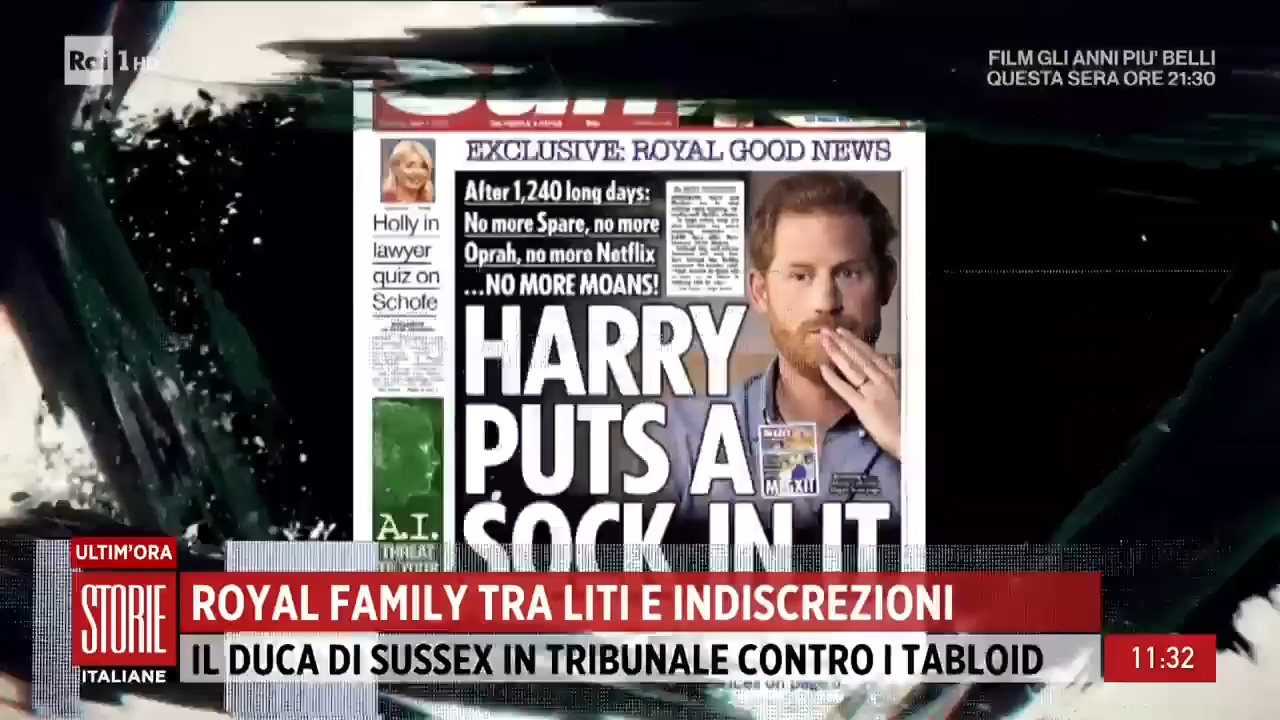 Rai 1 HD
FILM GLI ANNI PIU' BELLI
QUESTA SERA ORE 21:30
EXCLUSIVE: ROYAL GOOD NEWS
After 1,240 long days:
No more Spare, no more
Oprah, no more Netflix
...NO MORE MOANS!
HARRY
PUTS A
SOCK IN IT
Holly in
lawyer
quiz on
Schofe
MEGXIT
A.I.
THREAT
ULTIM'ORA
STORIE
ITALIANE
ROYAL FAMILY TRA LITI E INDISCREZIONI
IL DUCA DI SUSSEX IN TRIBUNALE CONTRO I TABLOID
11:32